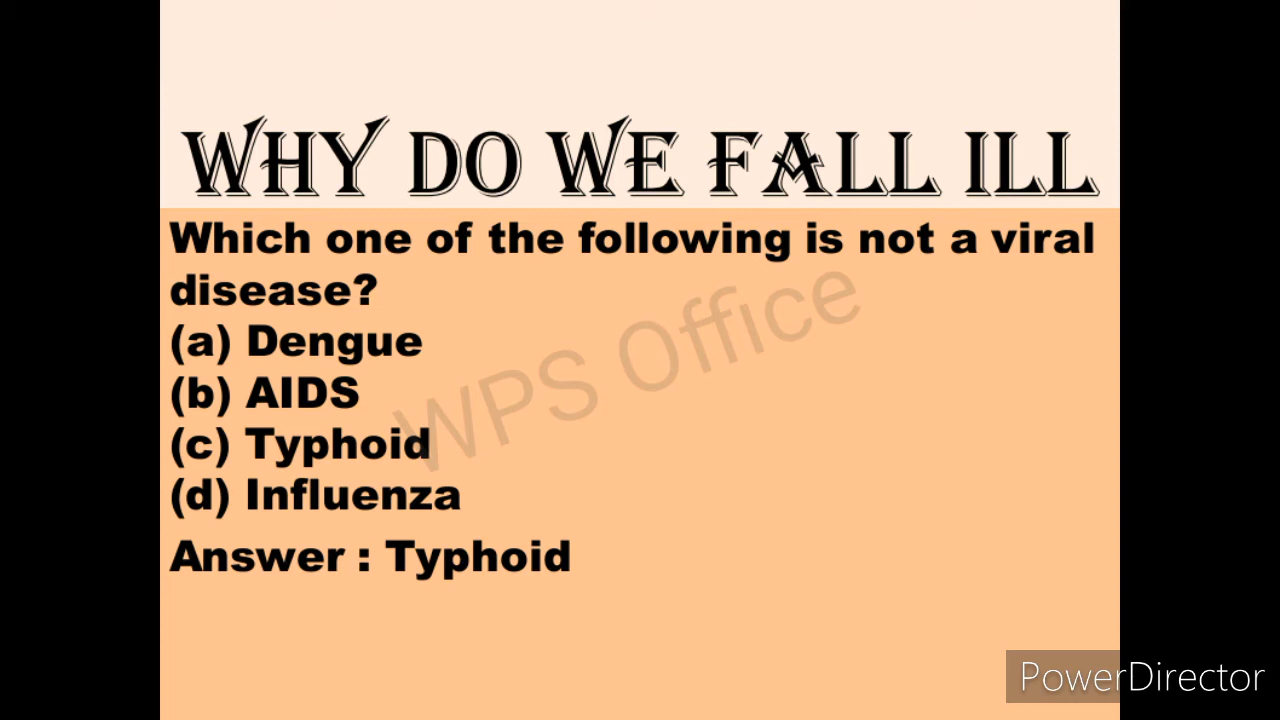 WHY DO WE FALL ILL
Which one of the following is not a viral
disease?
(a) Dengue
(b) AIDS
(c) Typhoid
(d) Influenza
Answer : Typhoid
WPS Office
PowerDirector